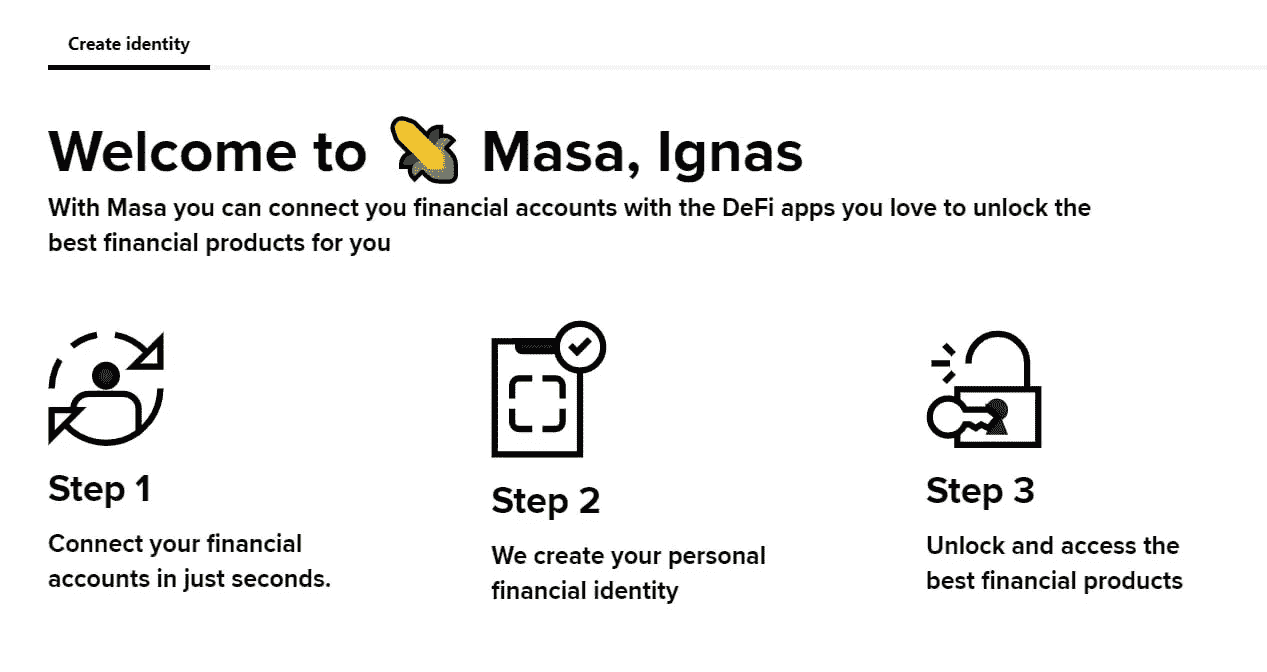 Create identity
Welcome to Masa, Ignas
With Masa you can connect you financial accounts with the DeFi apps you love to unlock the
best financial products for you
Step 1
Connect your financial
accounts in just seconds.
Step 2
We create your personal
financial identity
Step 3
Unlock and access the
best financial products